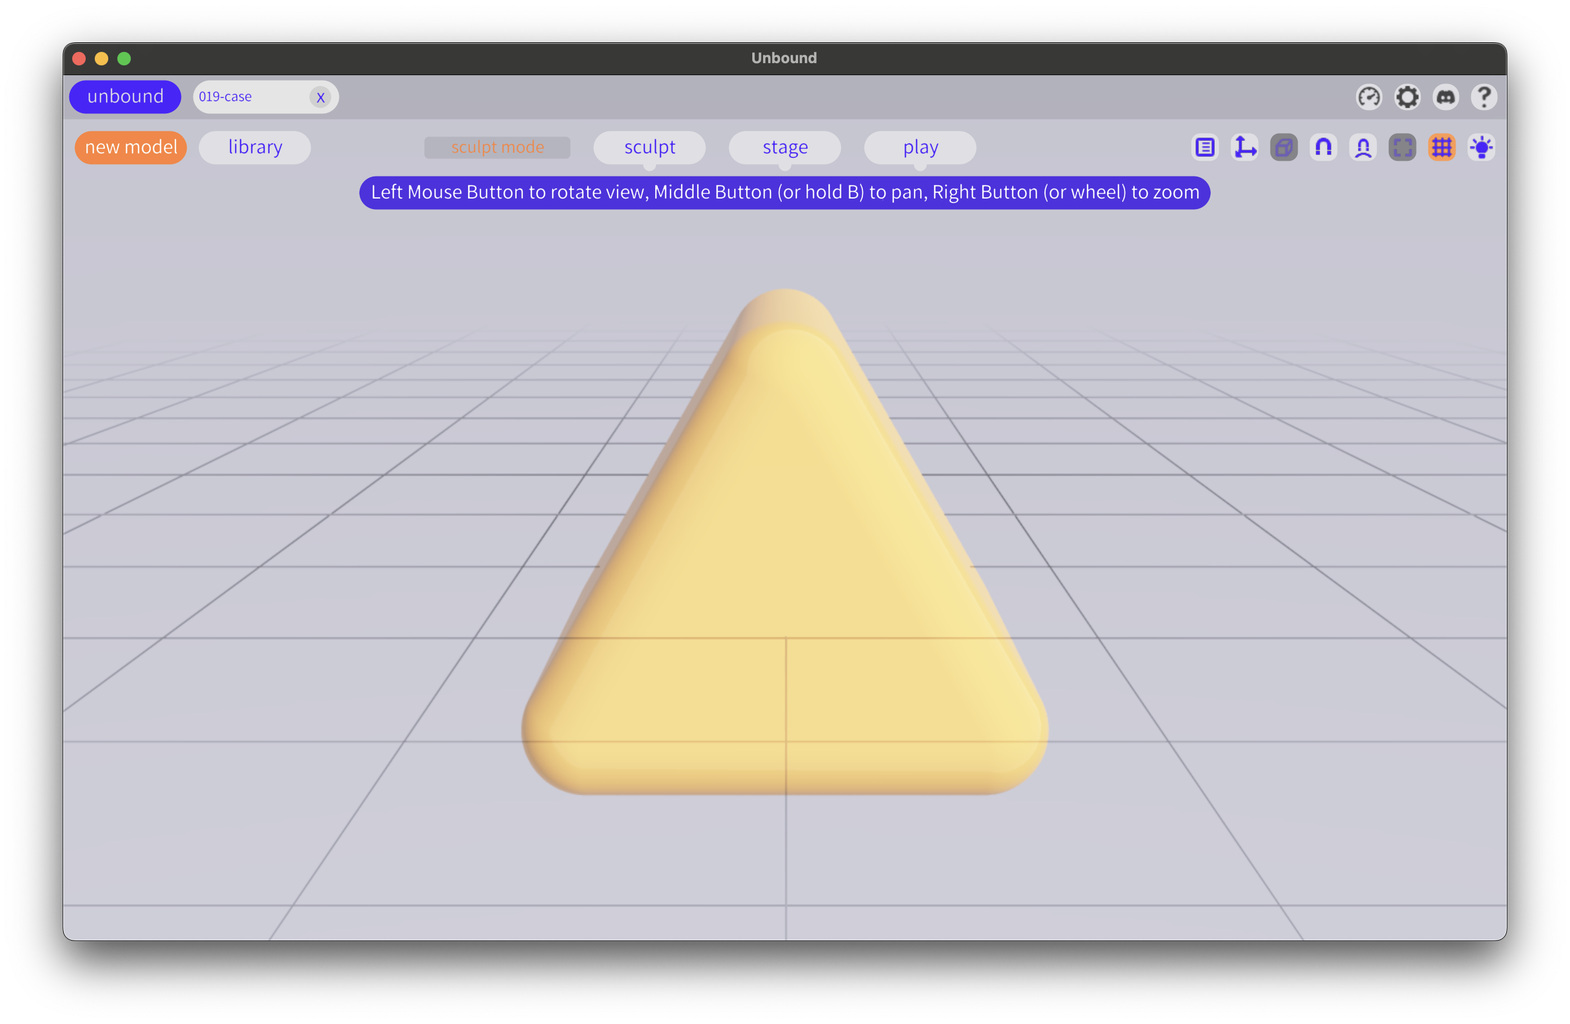 Unbound
unbound
019-case
X
new model
library
sculpt mode
sculpt
stage
play
Left Mouse Button to rotate view, Middle Button (or hold B) to pan, Right Button (or wheel) to zoom